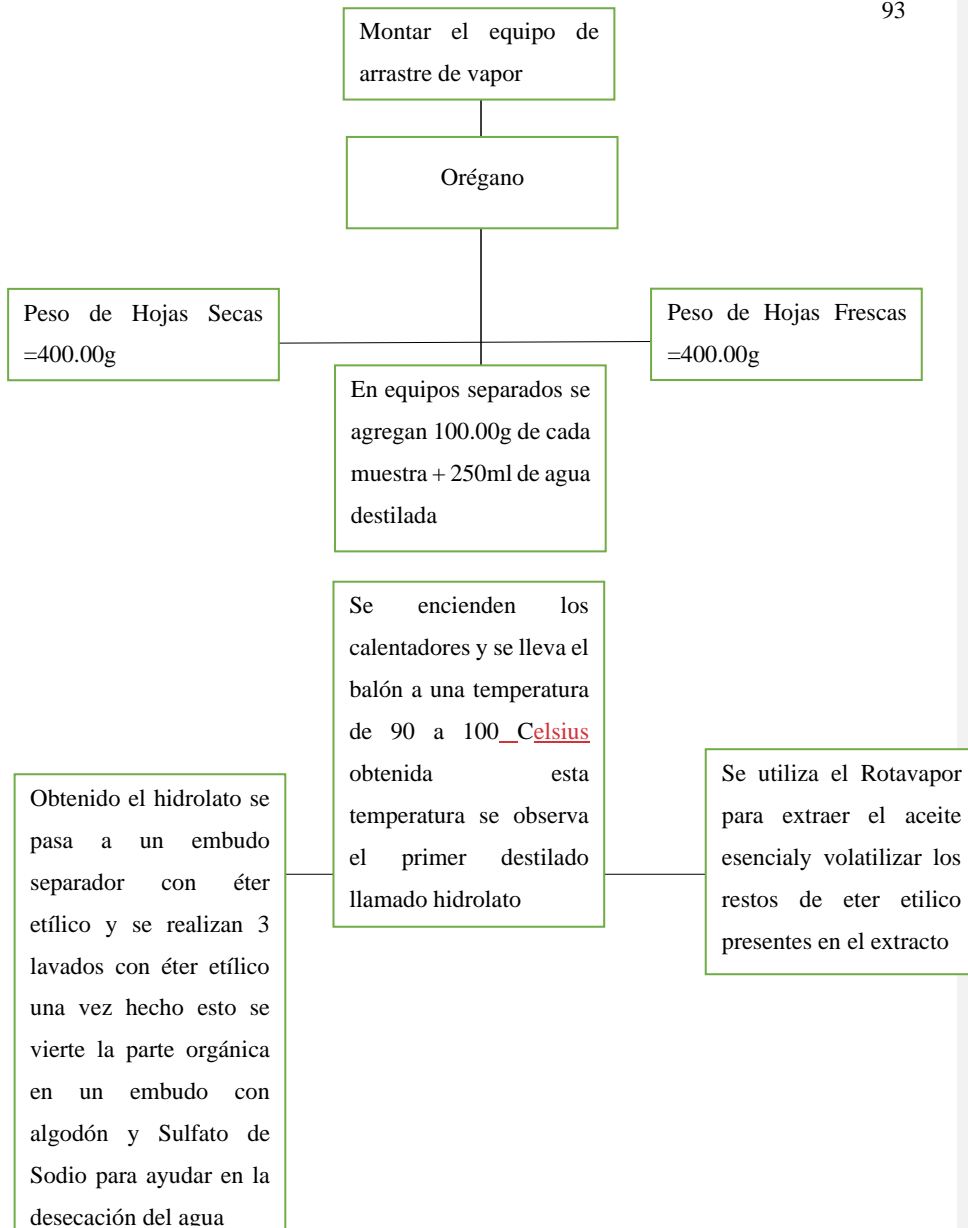 93
Montar el equipo de
arrastre de vapor
Orégano
Peso de Hojas Secas
=400.00g
Peso de Hojas Frescas
=400.00g
En equipos separados se
agregan 100.00g de cada
muestra + 250ml de agua
destilada
Se encienden los
calentadores y se lleva el
balón a una temperatura
de 90 a 100 Celsius
obtenida esta
temperatura se observa
el primer destilado
llamado hidrolato
Obtenido el hidrolato se
pasa a un embudo
separador con éter
etílico y se realizan 3
lavados con éter etílico
una vez hecho esto se
vierte la parte orgánica
en un embudo con
algodón y Sulfato de
Sodio para ayudar en la
desecación del agua
Se utiliza el Rotavapor
para extraer el aceite
esencialy volatilizar los
restos de eter etilico
presentes en el extracto